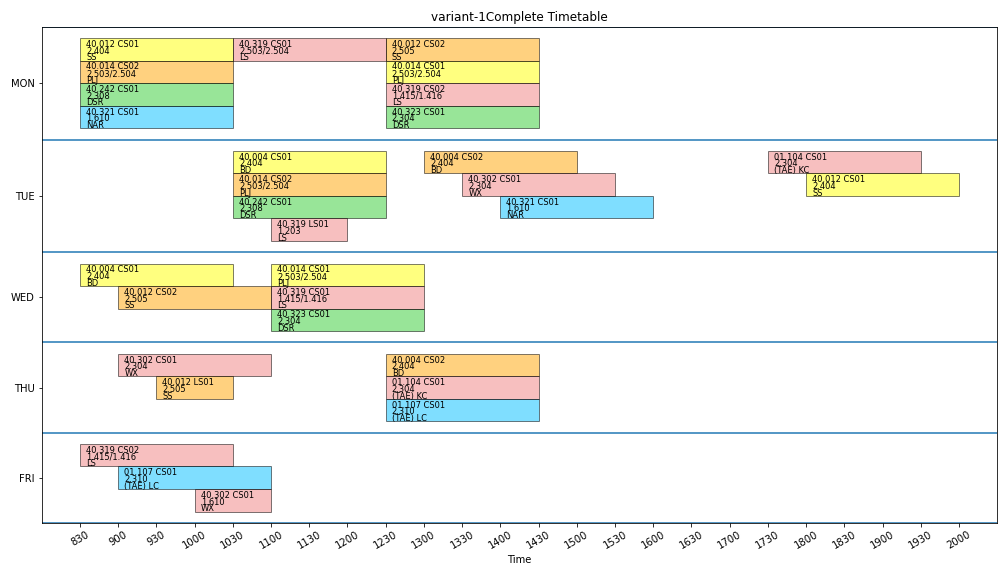 variant-1Complete Timetable
MON
40.012 CS01
2.404
SS
40.319 CS01
2.503/2.504
LS
40.012 CS02
2.505
SS
40.014 CS02
2.503/2.504
PLJ
40.014 CS01
2.503/2.504
PLJ
40.242 CS01
2.308
DSR
40.319 CS02
1.415/1.416
LS
40.321 CS01
1.610
NAR
40.323 CS01
2.304
DSR
TUE
40.004 CS01
2.404
BD
40.004 CS02
2.404
BD
01.104 CS01
2.304
(TAE) KC
40.014 CS02
2.503/2.504
PLJ
40.302 CS01
2.304
WX
40.012 CS01
2.404
SS
40.242 CS01
2.308
DSR
40.321 CS01
1.610
NAR
40.319 LS01
1.203
LS
WED
40.004 CS01
2.404
BD
40.014 CS01
2.503/2.504
PLJ
40.012 CS02
2.505
SS
40.319 CS01
1.415/1.416
LS
40.323 CS01
2.304
DSR
THU
40.302 CS01
2.304
WX
40.004 CS02
2.404
BD
40.012 LS01
2.505
SS
01.104 CS01
2.304
(TAE) KC
01.107 CS01
2.310
(TAE) LC
FRI
40.319 CS02
1.415/1.416
LS
01.107 CS01
2.310
(TAE) LC
40.302 CS01
1.610
WX
830 900 930 1000 1030 1100 1130 1200 1230 1300 1330 1400 1430 1500 1530 1600 1630 1700 1730 1800 1830 1900 1930 2000
Time